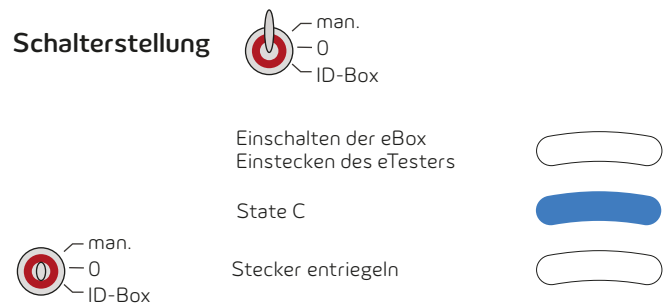 Schalterstellung
man.
0
ID-Box
Einschalten der eBox
Einstecken des eTesters
State C
man.
0
ID-Box
Stecker entriegeln